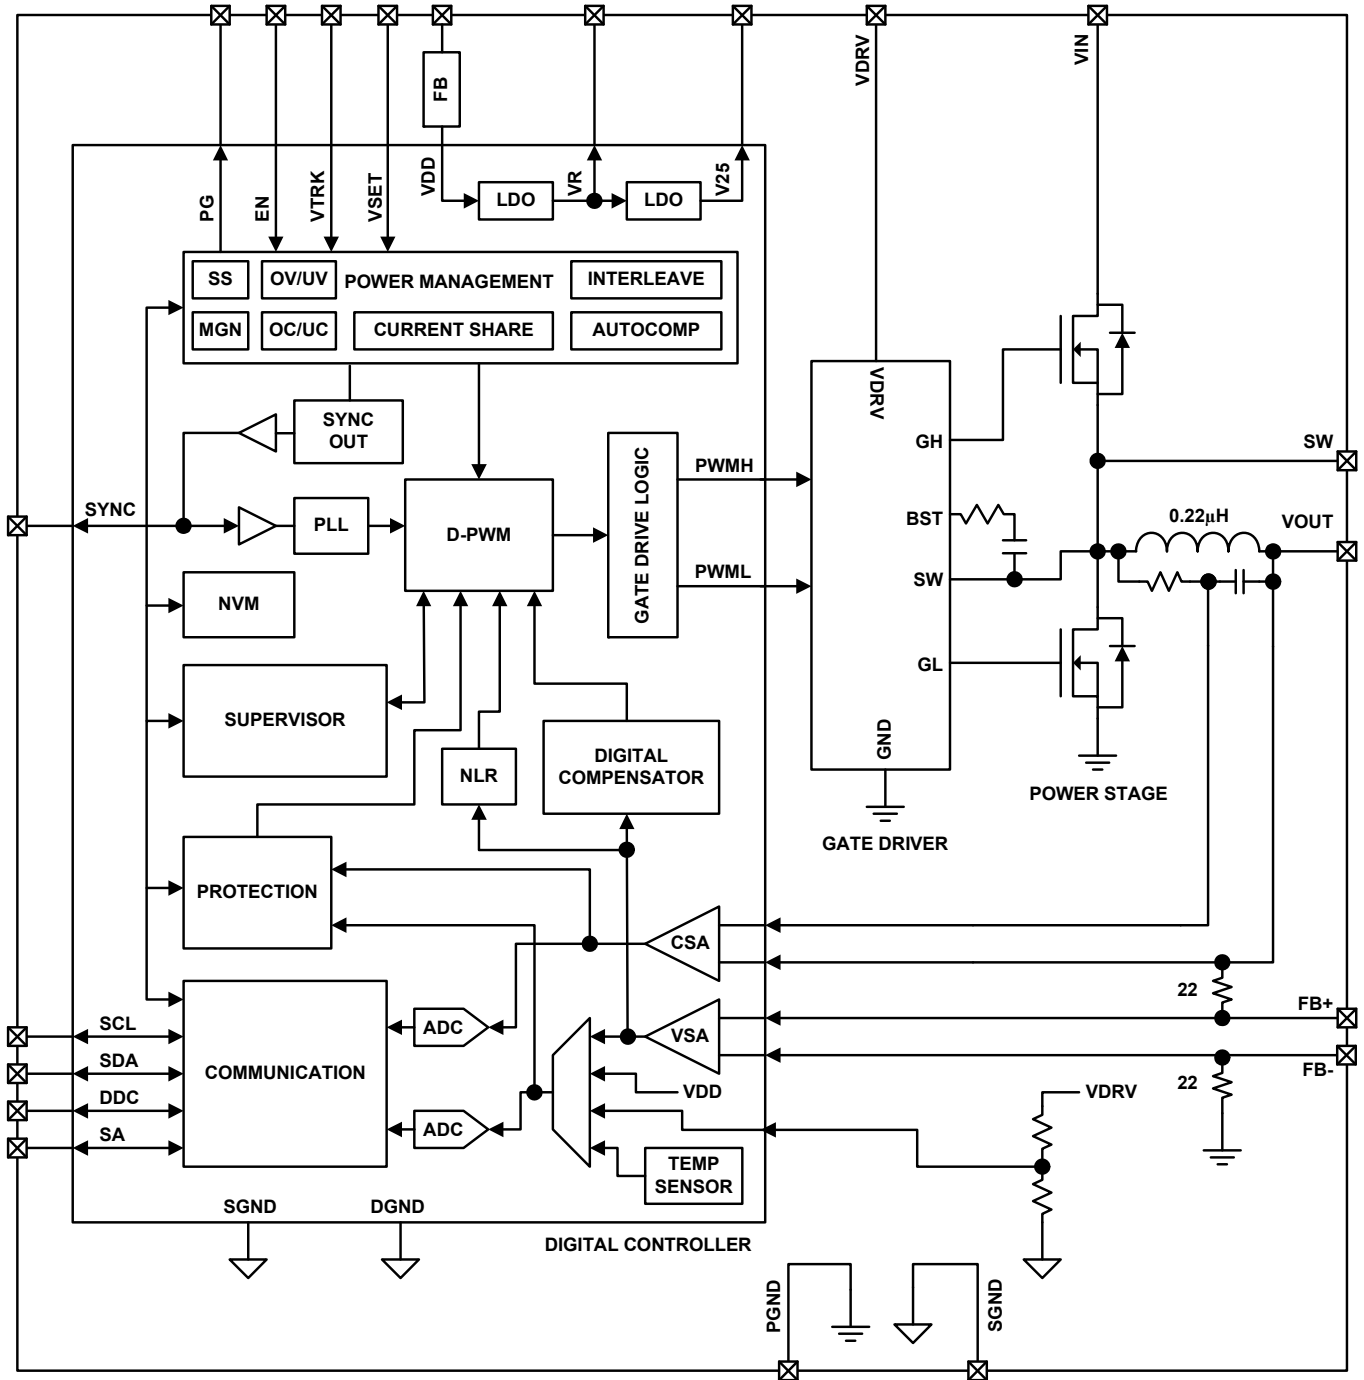 VDRV
VIN
FB
PG
EN
VTRK
VSET
VDD
LDO
VR
LDO
V25
SS
OV/UV
POWER MANAGEMENT
INTERLEAVE
MGN
OC/UC
CURRENT SHARE
AUTOCOMP
SYNC
OUT
SYNC
PLL
D-PWM
GATE DRIVE LOGIC
PWMH
PWML
VDRV
GH
BST
SW
GL
GND
GATE DRIVER
SW
0.22µH
VOUT
POWER STAGE
NVM
SUPERVISOR
NLR
DIGITAL
COMPENSATOR
PROTECTION
CSA
22
FB+
VSA
FB-
22
SCL
SDA
DDC
SA
COMMUNICATION
ADC
ADC
VDD
VDRV
TEMP
SENSOR
SGND
DGND
DIGITAL CONTROLLER
PGND
SGND